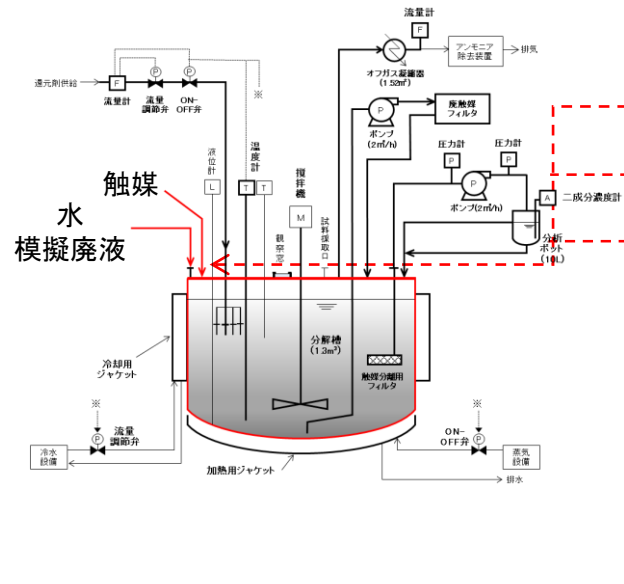 流量計
F
アンモニア
除去装置
排気
オフガス凝縮器
(1.52㎡)
還元剤供給
F
P
P
流量計
流量
調節弁
ON-
OFF弁
※
P
ポンプ
(2㎥/h)
廃触媒
フィルタ
圧力計
圧力計
P
P
P
ポンプ(2㎥/h)
A
二成分濃度計
分析
ポット
(10L)
液位計
温度計
L
T
T
攪拌機
M
触媒
水
模擬廃液
観察窓
試料採取口
分解槽
(1.3㎥)
触媒分離用
フィルタ
冷却用
ジャケット
※
P
流量
調節弁
冷水
設備
加熱用ジャケット
※
ON-
OFF弁
P
蒸気
設備
排水